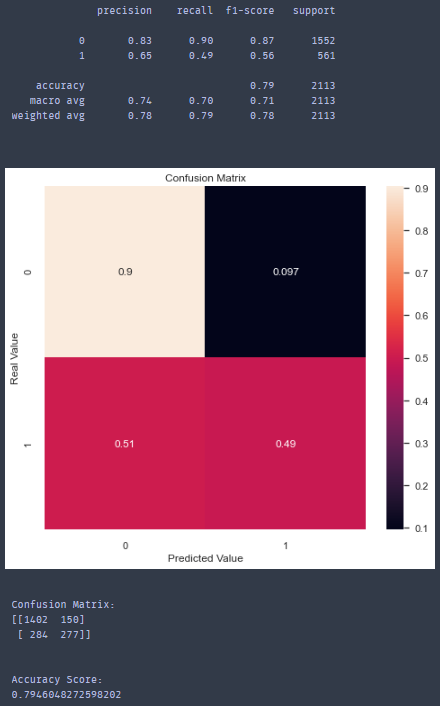 precision recall f1-score support
0 0.83 0.90 0.87 1552
1 0.65 0.49 0.56 561
accuracy 0.79 2113
macro avg 0.74 0.70 0.71 2113
weighted avg 0.78 0.79 0.78 2113
Confusion Matrix
0.9
0.8
0.7
0.6
0.5
0.4
0.3
0.2
0.1
Real Value
0
0.9 0.097
1
0.51 0.49
0 1
Predicted Value
Confusion Matrix:
[[1402 150]
[ 284 277]]
Accuracy Score:
0.7946048272598202